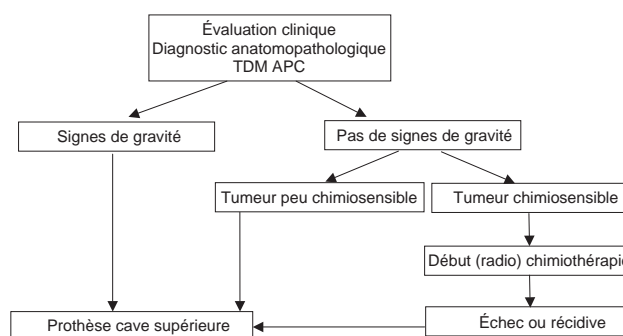 Évaluation clinique
Diagnostic anatomopathologique
TDM APC
Signes de gravité
Pas de signes de gravité
Tumeur peu chimiosensible
Tumeur chimiosensible
Début (radio) chimiothérapie
Prothèse cave supérieure
Échec ou récidive